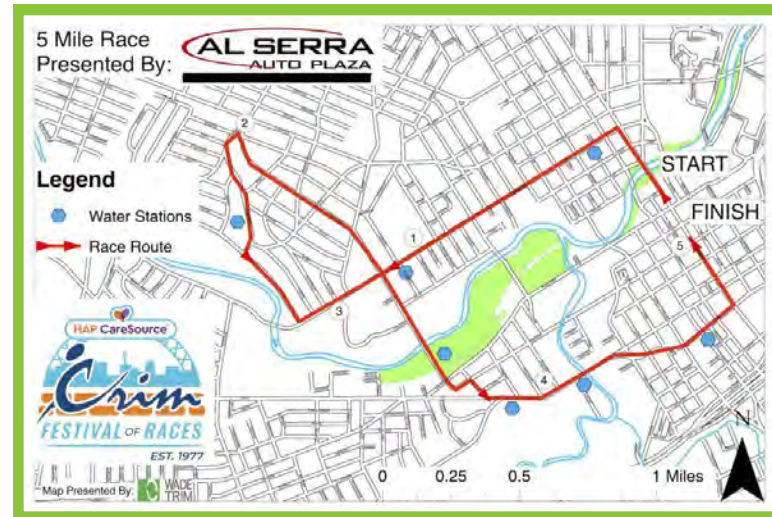 5 Mile Race
Presented By:
AL SERRA
AUTO PLAZA
2
START
Legend
Water Stations
FINISH
Race Route
1
5
3
HAP CareSource
Crim
4
FESTIVAL OF RACES
EST. 1977
N
0 0.25 0.5 1 Miles
Map Presented By:
WADE
TRIM